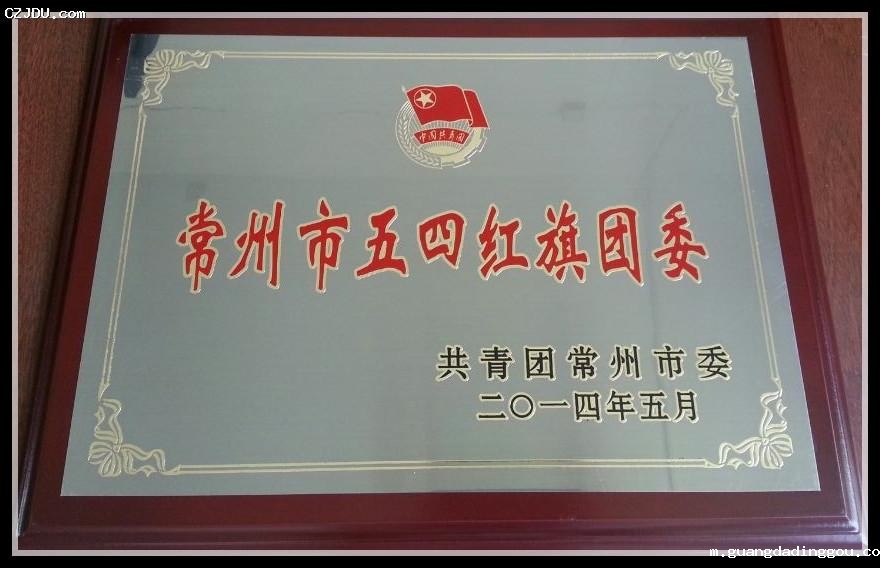 CZJDU.com
中国共青团
常州市五四红旗团委
共青团常州市委
二〇一四年五月
m.guangdadinggou.co